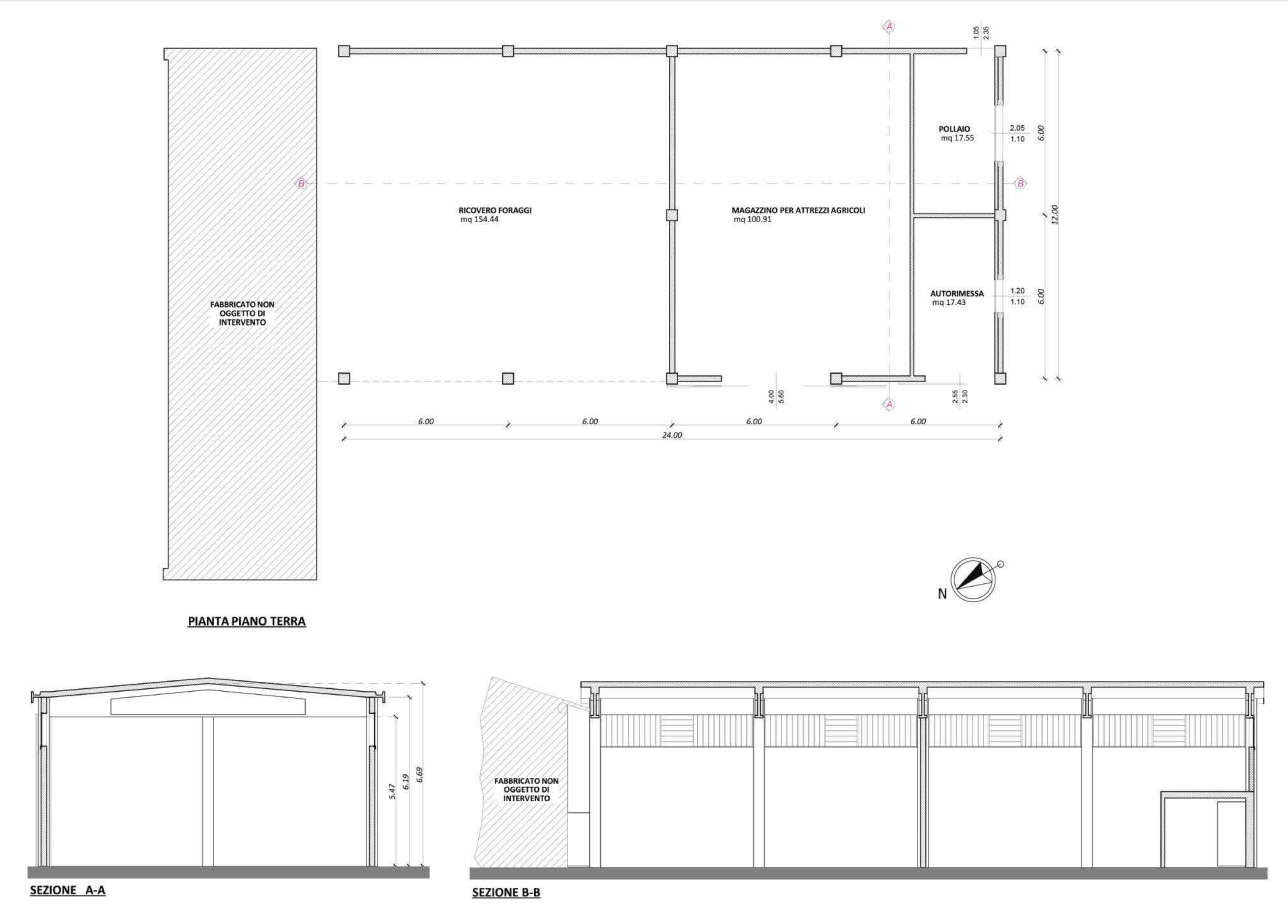 A
1.05
2.35
POLLAIO
mq 17.55
2.05
1.10
6.00
B
B
RICOVERO FORAGGI
mq 154.44
MAGAZZINO PER ATTREZZI AGRICOLI
mq 100.91
12.00
FABBRICATO NON
OGGETTO DI
INTERVENTO
AUTORIMESSA
mq 17.43
1.20
1.10
6.00
4.00
5.60
2.55
2.30
A
6.00
6.00
6.00
6.00
24.00
N
PIANTA PIANO TERRA
5.47
6.19
6.69
SEZIONE A-A
FABBRICATO NON
OGGETTO DI
INTERVENTO
SEZIONE B-B